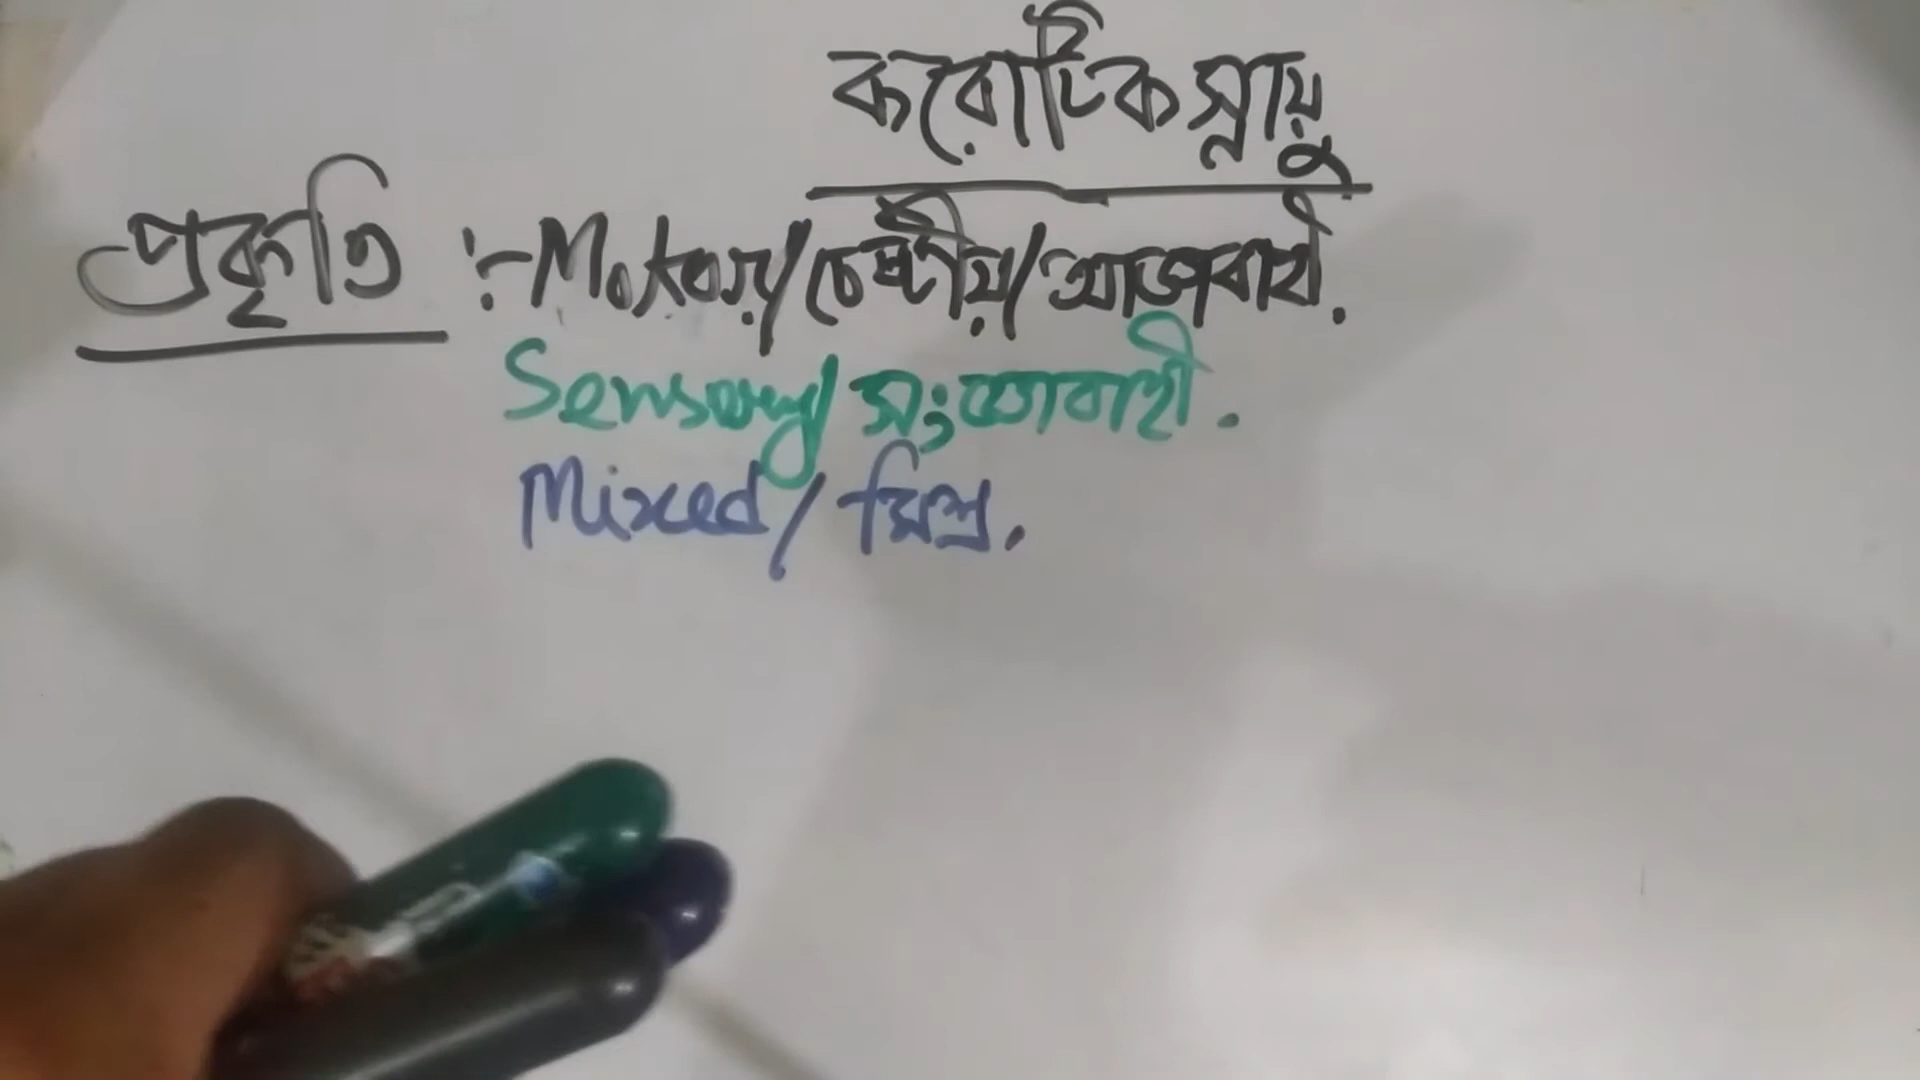 করোটিক স্নায়ু
প্রকৃতি :- Motory/চেষ্টীয়/আজ্ঞাবাহী.
Sensory/ সংজ্ঞাবাহী.
Mixed/ মিশ্র.